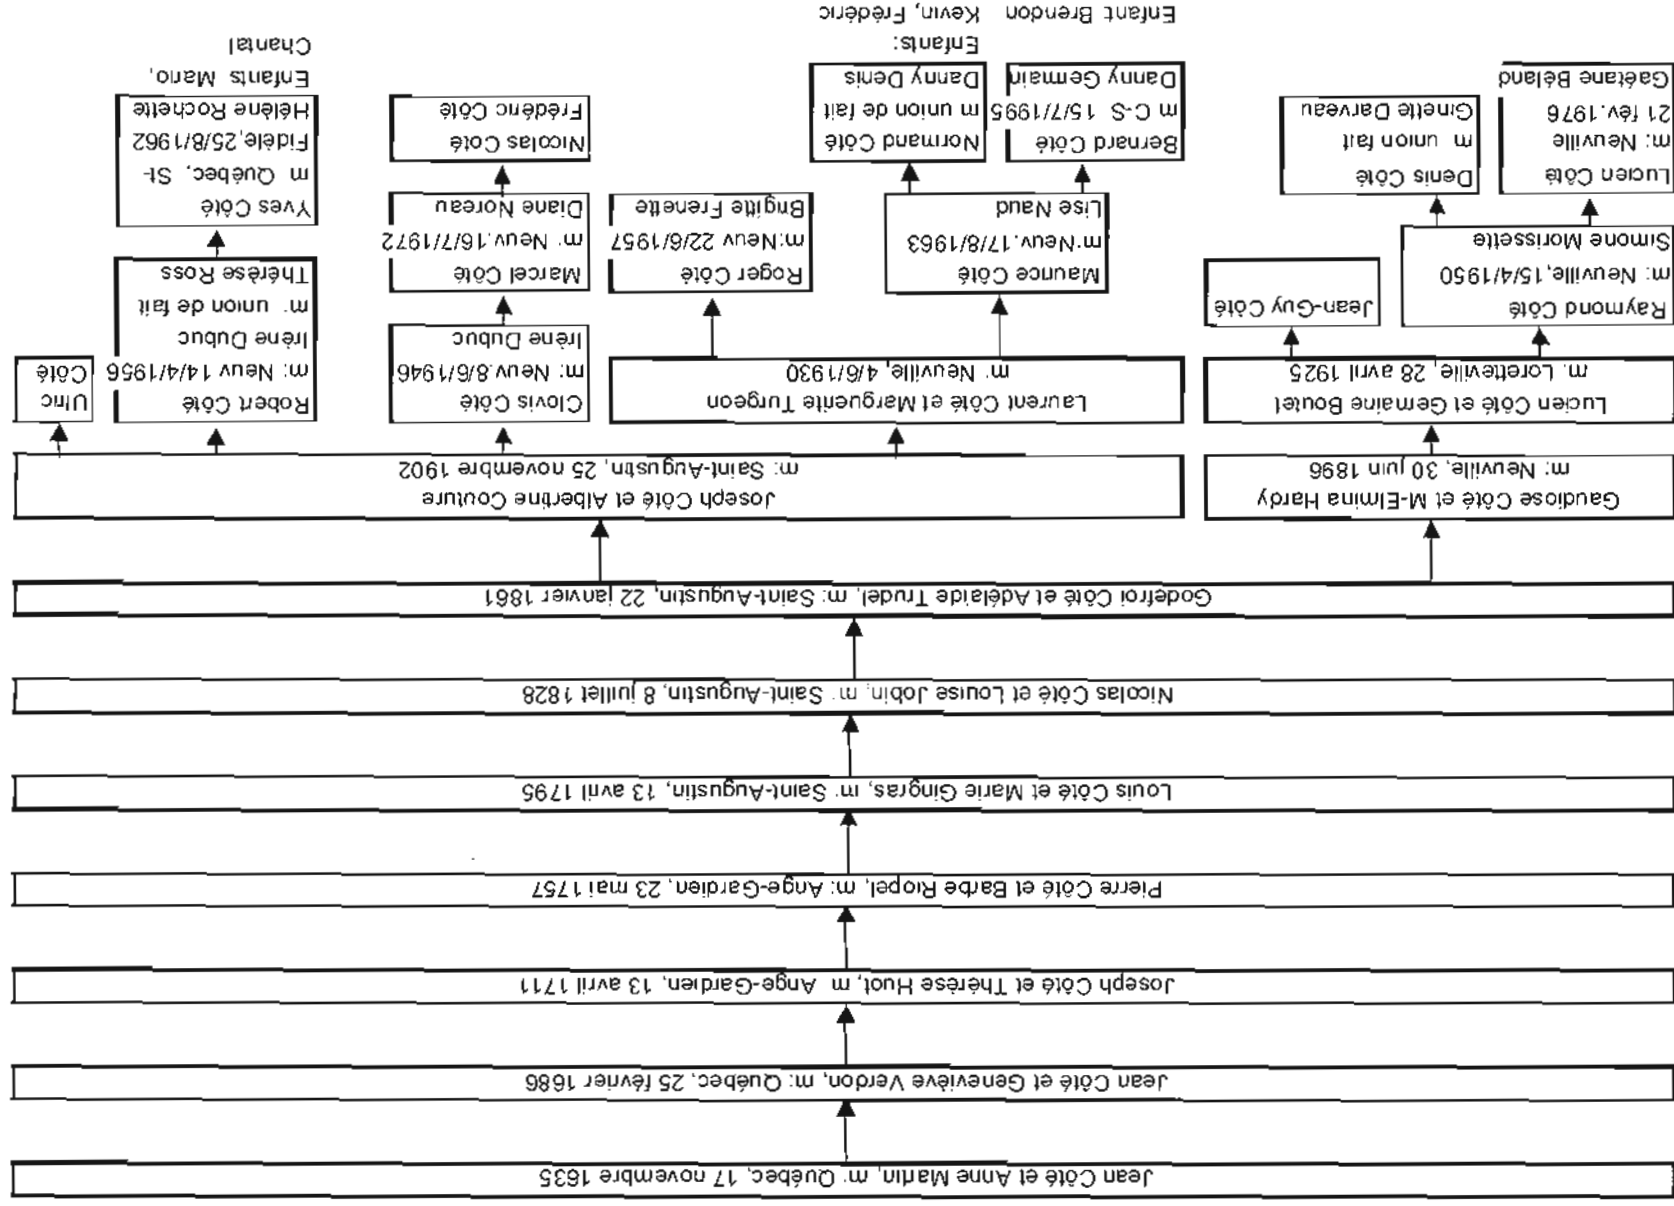 Jean Côté et Anne Martin, m: Québec, 17 novembre 1635
Jean Côté et Geneviève Verdon, m: Québec, 25 février 1686
Joseph Côté et Thérèse Huot, m Ange-Gardien, 13 avril 1711
Pierre Côté et Barbe Riopel, m: Ange-Gardien, 23 mai 1757
Louis Côté et Marie Gingras, m: Saint-Augustin, 13 avril 1795
Nicolas Côté et Louise Jobin, m: Saint-Augustin, 8 juillet 1828
Godefroi Côté et Adélaïde Trudel, m: Saint-Augustin, 22 janvier 1861
Gaudiose Côté et M-Elmina Hardy
m: Neuville, 30 juin 1896
Joseph Côté et Albertine Couture
m: Saint-Augustin, 25 novembre 1902
Lucien Côté et Germaine Boutet
m. Loretteville, 28 avril 1925
Laurent Côté et Marguerite Turgeon
m: Neuville, 4/6/1930
Clovis Côté
m: Neuv.8/6/1946
Irène Dubuc
Robert Côté
m: Neuv 14/4/1956
Irène Dubuc
m: union de fait
Thérèse Ross
Ulric
Côté
Raymond Côté
m: Neuville, 15/4/1950
Simone Morissette
Jean-Guy Côté
Maurice Côté
m: Neuv.17/8/1963
Lise Naud
Roger Côté
m:Neuv 22/6/1957
Brigitte Frenette
Marcel Côté
m: Neuv.16/7/1972
Diane Noreau
Yves Côté
m Québec, St-
Fidèle,25/8/1962
Hélène Rochette
Enfants Mario,
Chantal
Lucien Côté
m: Neuville
21 fév.1976
Gaétane Béland
Denis Côté
m union fait
Ginette Darveau
Bernard Côté
m C-S 15/7/1995
Danny Germain
Enfant Brendon
Normand Côté
m union de fait
Danny Denis
Enfants:
Kevin, Frédéric
Nicolas Côté
Frédéric Côté